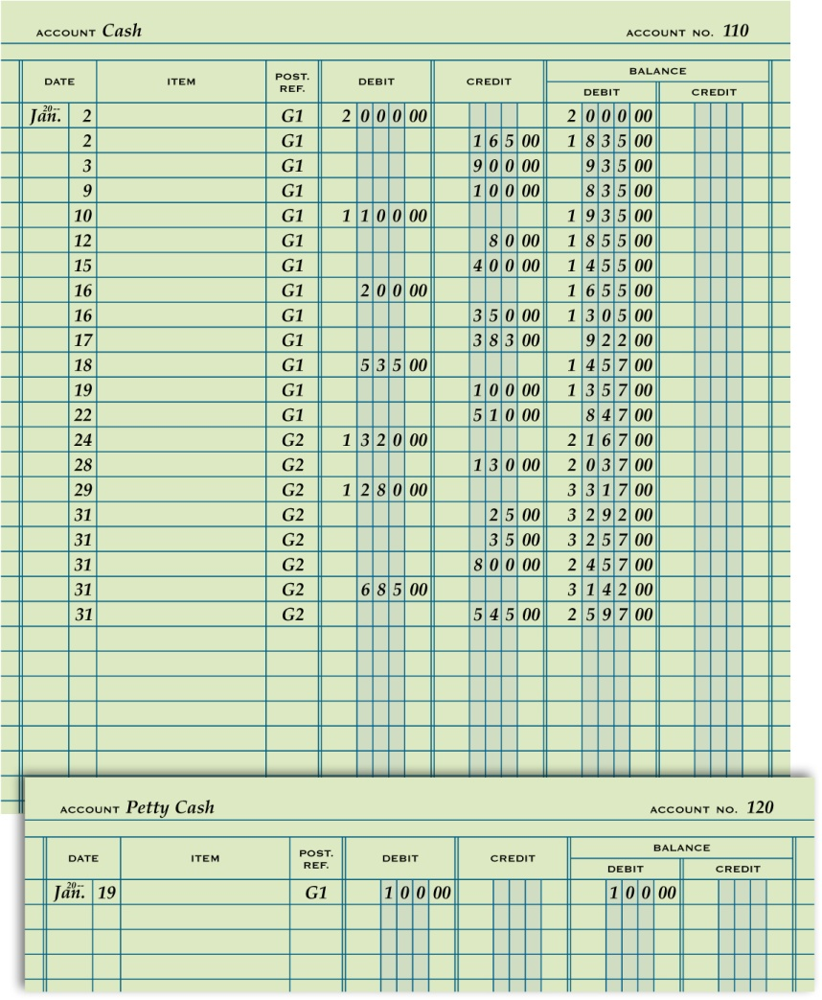 ACCOUNT Cash ACCOUNT NO. 110
DATE ITEM POST. REF. DEBIT CREDIT BALANCE
DEBIT CREDIT
20--
Jan. 2 G1 2 0 0 0 00 2 0 0 0 00
2 G1 1 6 5 00 1 8 3 5 00
3 G1 9 0 0 00 9 3 5 00
9 G1 1 0 0 00 8 3 5 00
10 G1 1 1 0 0 00 1 9 3 5 00
12 G1 8 0 00 1 8 5 5 00
15 G1 4 0 0 00 1 4 5 5 00
16 G1 2 0 0 00 1 6 5 5 00
16 G1 3 5 0 00 1 3 0 5 00
17 G1 3 8 3 00 9 2 2 00
18 G1 5 3 5 00 1 4 5 7 00
19 G1 1 0 0 00 1 3 5 7 00
22 G1 5 1 0 00 8 4 7 00
24 G2 1 3 2 0 00 2 1 6 7 00
28 G2 1 3 0 00 2 0 3 7 00
29 G2 1 2 8 0 00 3 3 1 7 00
31 G2 2 5 00 3 2 9 2 00
31 G2 3 5 00 3 2 5 7 00
31 G2 8 0 0 00 2 4 5 7 00
31 G2 6 8 5 00 3 1 4 2 00
31 G2 5 4 5 00 2 5 9 7 00
ACCOUNT Petty Cash ACCOUNT NO. 120
DATE ITEM POST. REF. DEBIT CREDIT BALANCE
DEBIT CREDIT
20--
Jan. 19 G1 1 0 0 00 1 0 0 00